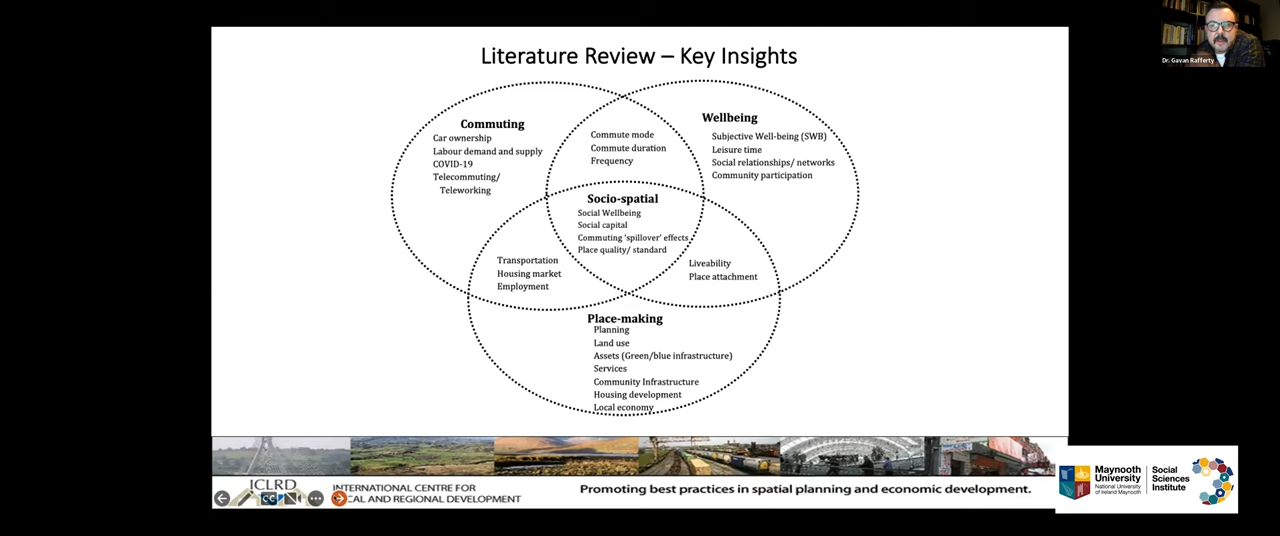 Literature Review – Key Insights
Dr. Gavan Rafferty
Commuting
Car ownership
Labour demand and supply
COVID-19
Telecommuting/
Teleworking
Commute mode
Commute duration
Frequency
Wellbeing
Subjective Well-being (SWB)
Leisure time
Social relationships/ networks
Community participation
Socio-spatial
Social Wellbeing
Social capital
Commuting 'spillover' effects
Place quality/ standard
Transportation
Housing market
Employment
Liveability
Place attachment
Place-making
Planning
Land use
Assets (Green/blue infrastructure)
Services
Community Infrastructure
Housing development
Local economy
ICLRD
INTERNATIONAL CENTRE FOR
CAL AND REGIONAL DEVELOPMENT
Promoting best practices in spatial planning and economic development.
Maynooth
University
National University
of Ireland Maynooth
Social
Sciences
Institute